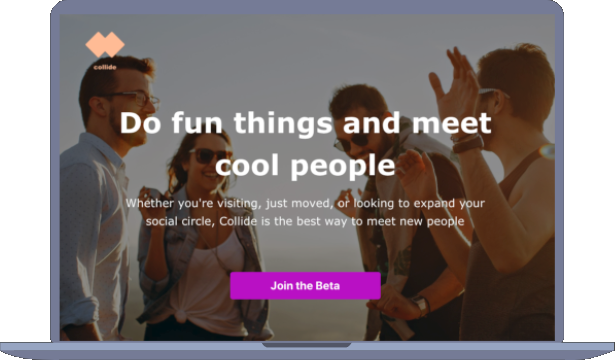 collide
Do fun things and meet
cool people
Whether you're visiting, just moved, or looking to expand your
social circle, Collide is the best way to meet new people
Join the Beta